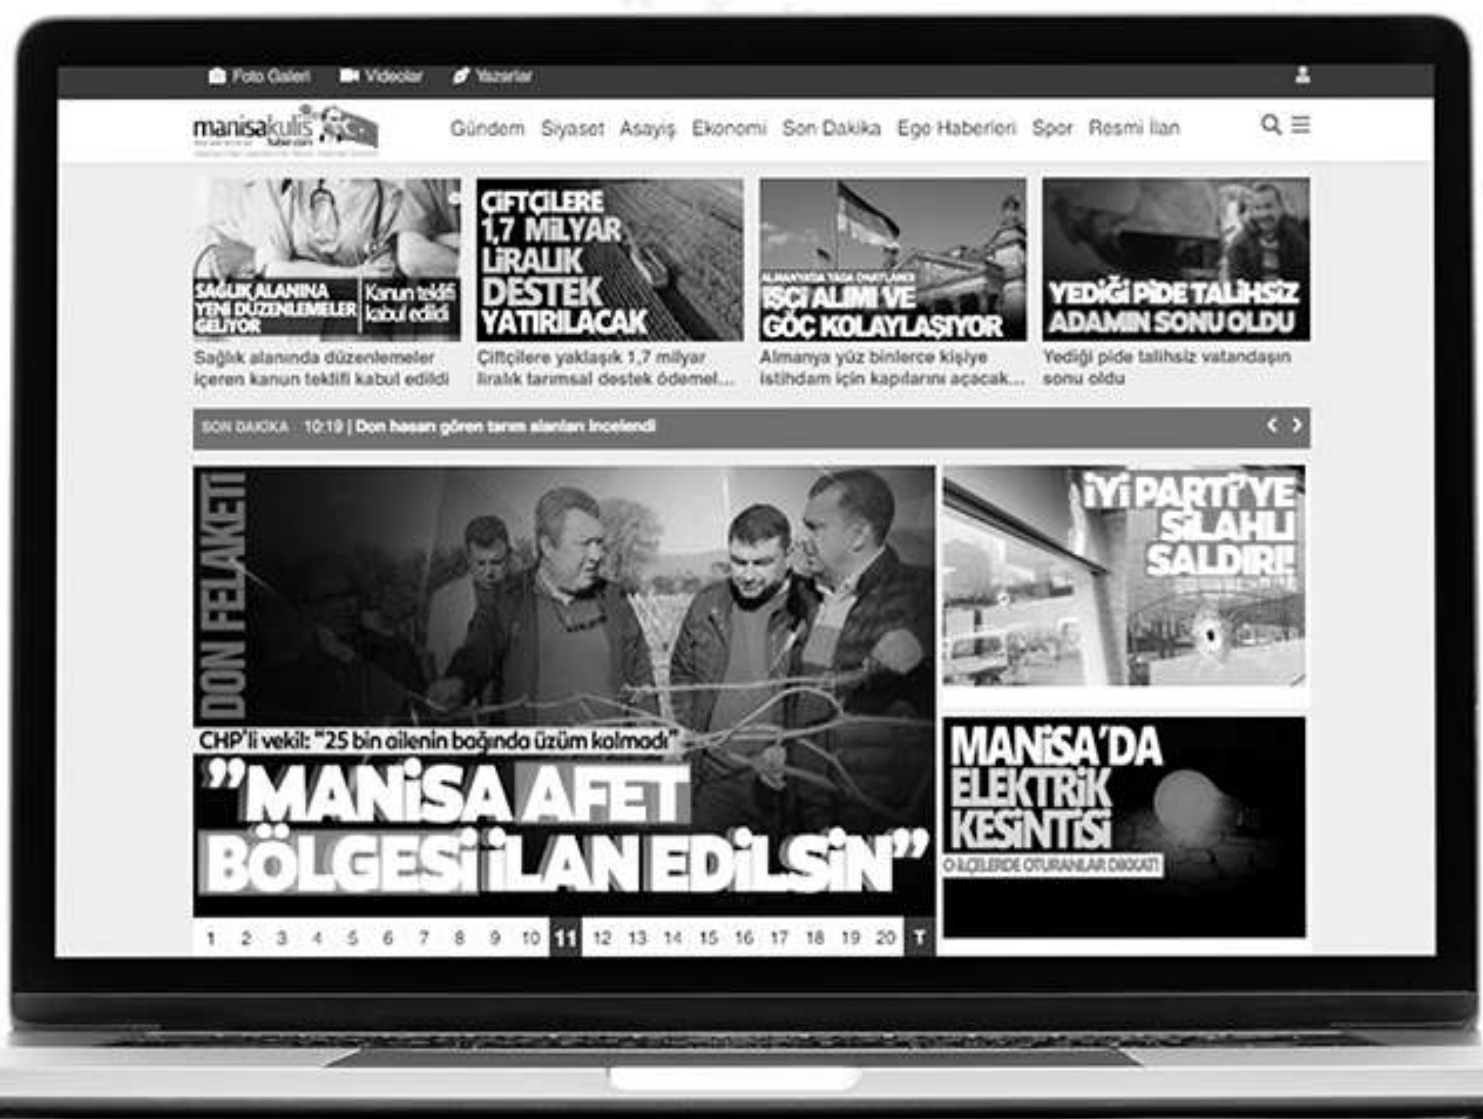 Foto Galeri Videolar Yazarlar
manisakulis
haber.com
Gündem Siyaset Asayiş Ekonomi Son Dakika Ege Haberleri Spor Resmi İlan
SAĞLIK ALANINA
YENİ DÜZENLEMELER
GELİYOR
Kanun teklifi
kabul edildi
Sağlık alanında düzenlemeler
içeren kanun teklifi kabul edildi
ÇİFTÇİLERE
1,7 MİLYAR
LİRALIK
DESTEK
YATIRILACAK
Çiftçilere yaklaşık 1,7 milyar
liralık tarımsal destek ödemel...
ALMANYA'DA YASA ONAYLANDI
İŞÇİ ALIMI VE
GÖÇ KOLAYLAŞIYOR
Almanya yüz binlerce kişiye
istihdam için kapılarını açacak...
YEDİĞİ PİDE TALİHSİZ
ADAMIN SONU OLDU
Yediği pide talihsiz vatandaşın
sonu oldu
SON DAKİKA 10:19 | Don hasarı gören tarım alanları incelendi
DON FELAKETİ
CHP'li vekil: "25 bin ailenin bağında üzüm kalmadı"
"MANİSA AFET
BÖLGESİ İLAN EDİLSİN"
İYİ PARTİ'YE
SİLAHLI
SALDIRI!
MANİSA'DA
ELEKTRİK
KESİNTİSİ
O İLÇELERDE OTURANLAR DİKKAT!
1 2 3 4 5 6 7 8 9 10 11 12 13 14 15 16 17 18 19 20 T